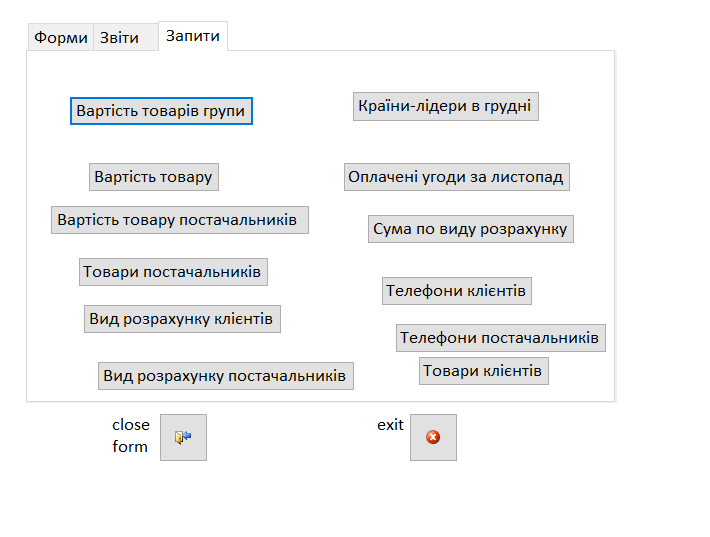 Форми
Звіти
Запити
Вартість товарів групи
Країни-лідери в грудні
Вартість товару
Оплачені угоди за листопад
Вартість товару постачальників
Сума по виду розрахунку
Товари постачальників
Телефони клієнтів
Вид розрахунку клієнтів
Телефони постачальників
Вид розрахунку постачальників
Товари клієнтів
close
form
exit